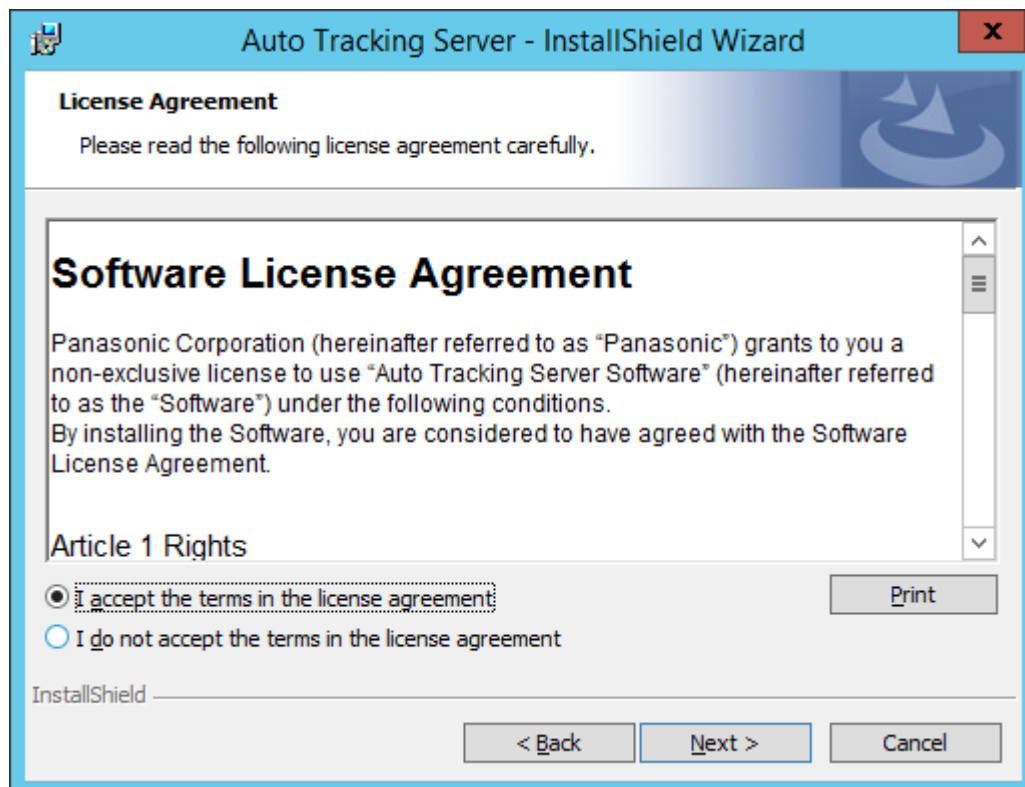 Auto Tracking Server - InstallShield Wizard
x
License Agreement
Please read the following license agreement carefully.
Software License Agreement
Panasonic Corporation (hereinafter referred to as “Panasonic”) grants to you a
non-exclusive license to use “Auto Tracking Server Software” (hereinafter referred
to as the “Software”) under the following conditions.
By installing the Software, you are considered to have agreed with the Software
License Agreement.
Article 1 Rights
I accept the terms in the license agreement
Print
I do not accept the terms in the license agreement
InstallShield
< Back
Next >
Cancel